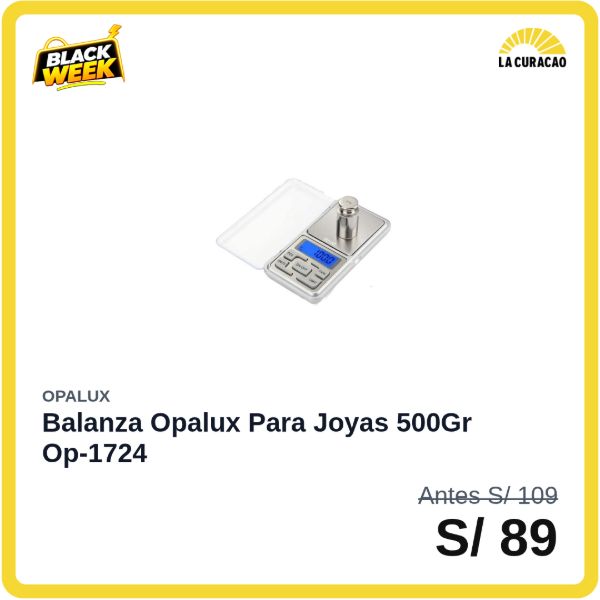 BLACK
WEEK
LA CURACAO
OPALUX
Balanza Opalux Para Joyas 500Gr
Op-1724
Antes S/ 109
S/ 89